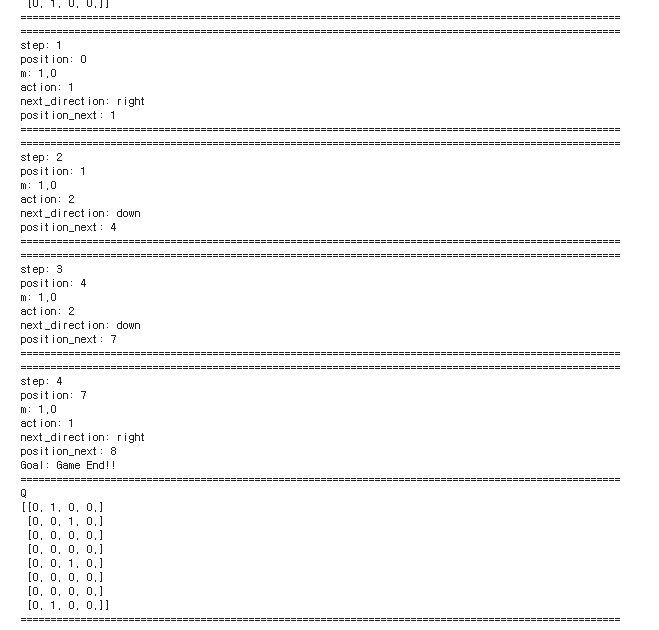 [0, 1, 0, 0,]]
====================================================================================================
====================================================================================================
step: 1
position: 0
m: 1,0
action: 1
next_direction: right
position_next: 1
====================================================================================================
====================================================================================================
step: 2
position: 1
m: 1,0
action: 2
next_direction: down
position_next: 4
====================================================================================================
====================================================================================================
step: 3
position: 4
m: 1,0
action: 2
next_direction: down
position_next: 7
====================================================================================================
====================================================================================================
step: 4
position: 7
m: 1,0
action: 1
next_direction: right
position_next: 8
Goal: Game End!!
====================================================================================================
Q
[[0, 1, 0, 0,]
[0, 0, 1, 0,]
[0, 0, 0, 0,]
[0, 0, 0, 0,]
[0, 0, 1, 0,]
[0, 0, 0, 0,]
[0, 0, 0, 0,]
[0, 1, 0, 0,]]
====================================================================================================